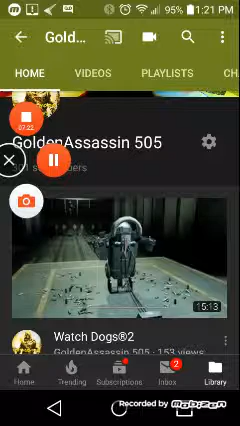 95% 1:21 PM
Gold...
HOME VIDEOS PLAYLISTS CH
07:22
GoldenAssassin 505
15:13
Watch Dogs®2
GoldenAssassin 505 · 153 views
2
Home Trending Subscriptions Inbox Library
Recorded by MOBIZEN